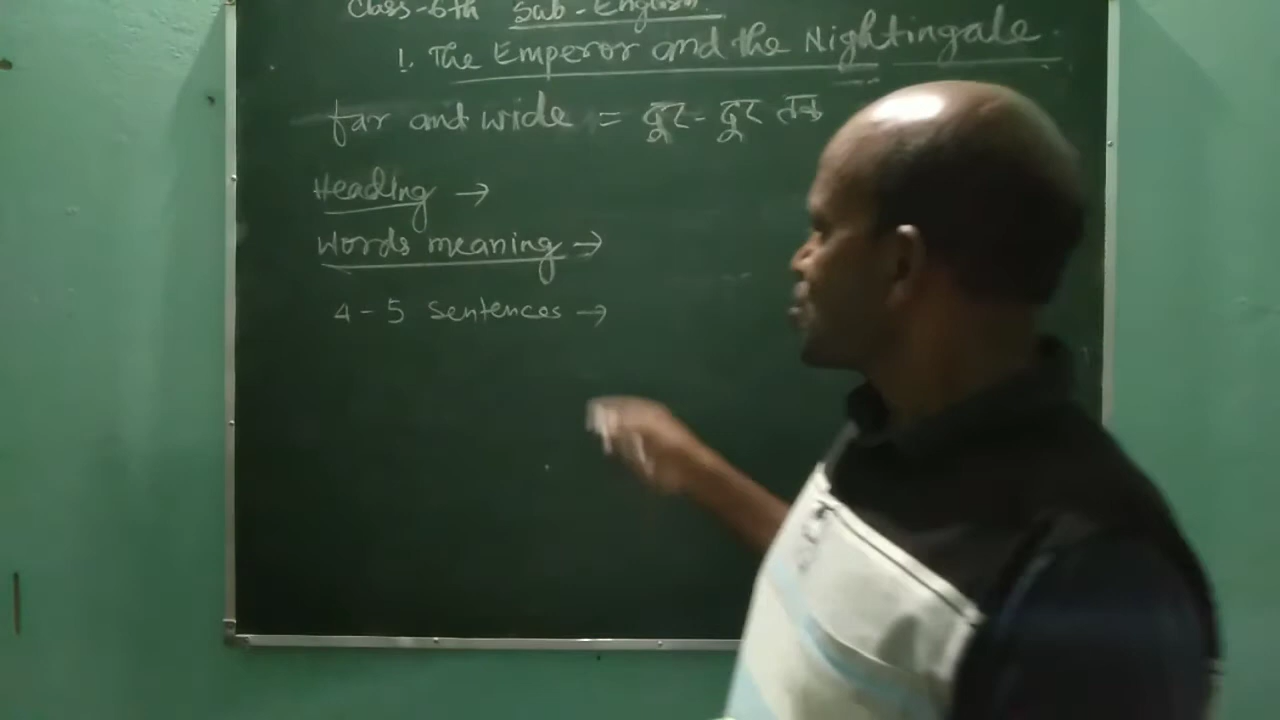 Class-6th Sub-English.
1. The Emperor and the Nightingale.
far and wide = दूर-दूर तक
Heading →
Words meaning →
4-5 Sentences →